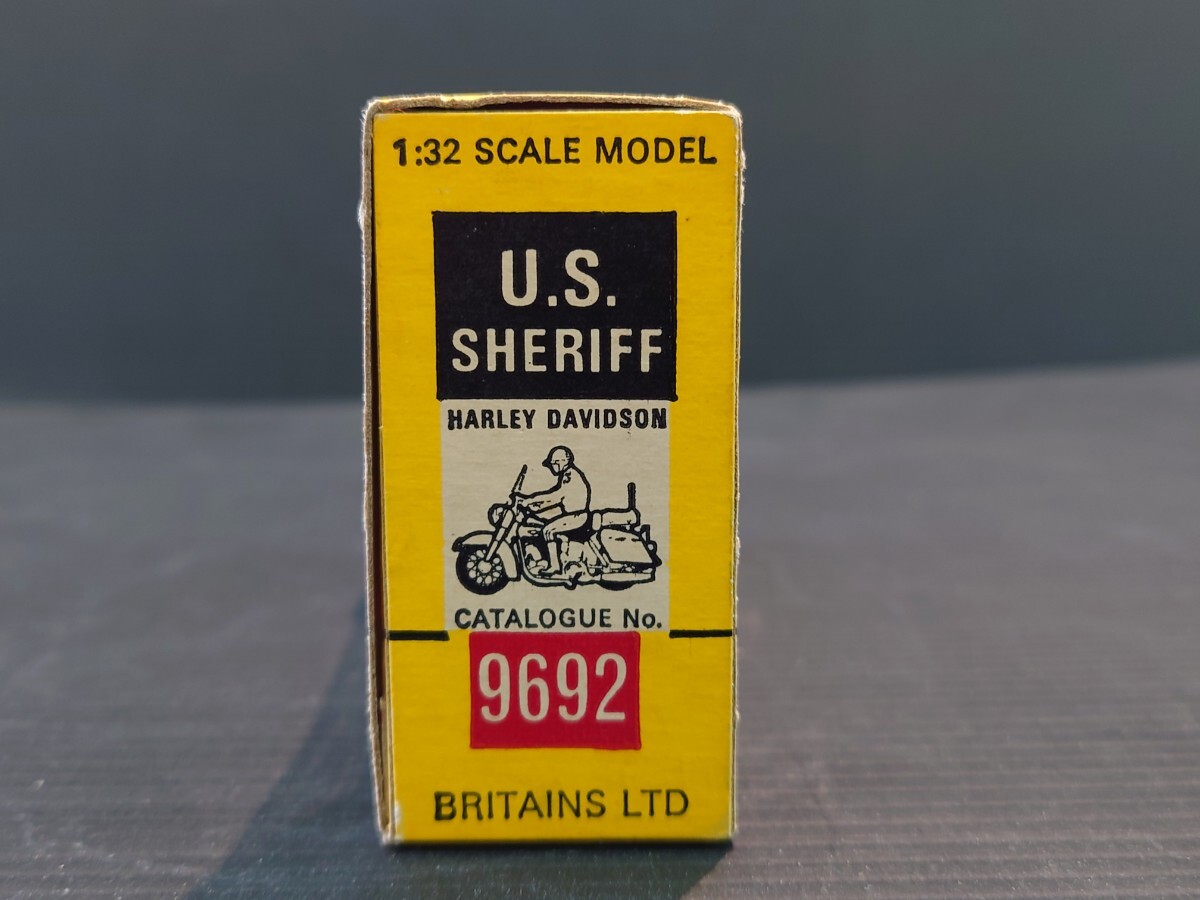 1:32 SCALE MODEL
U.S.
SHERIFF
HARLEY DAVIDSON
CATALOGUE No.
9692
BRITAINS LTD